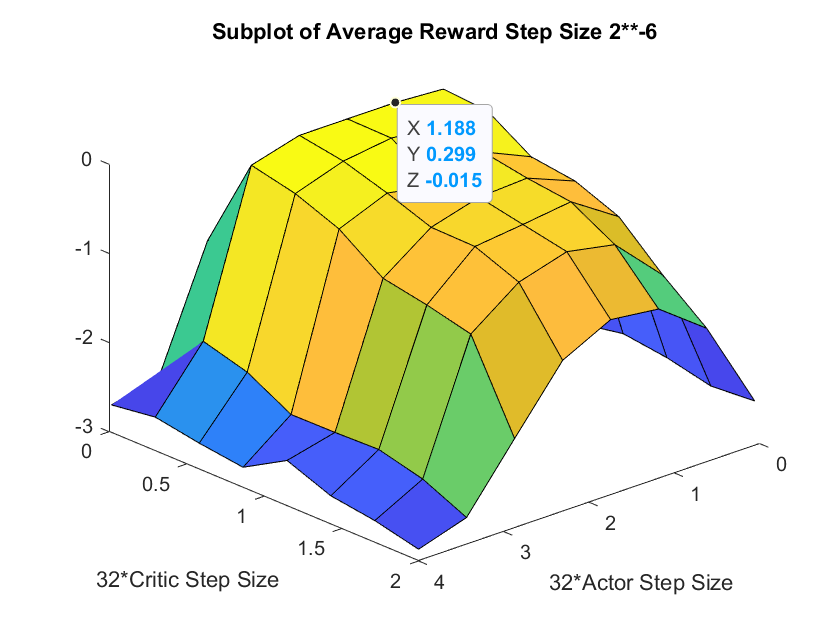 Subplot of Average Reward Step Size 2**-6
X 1.188
Y 0.299
Z -0.015
0
-1
-2
-3
0
0.5
1
1.5
2
4
3
2
1
0
32*Critic Step Size
32*Actor Step Size